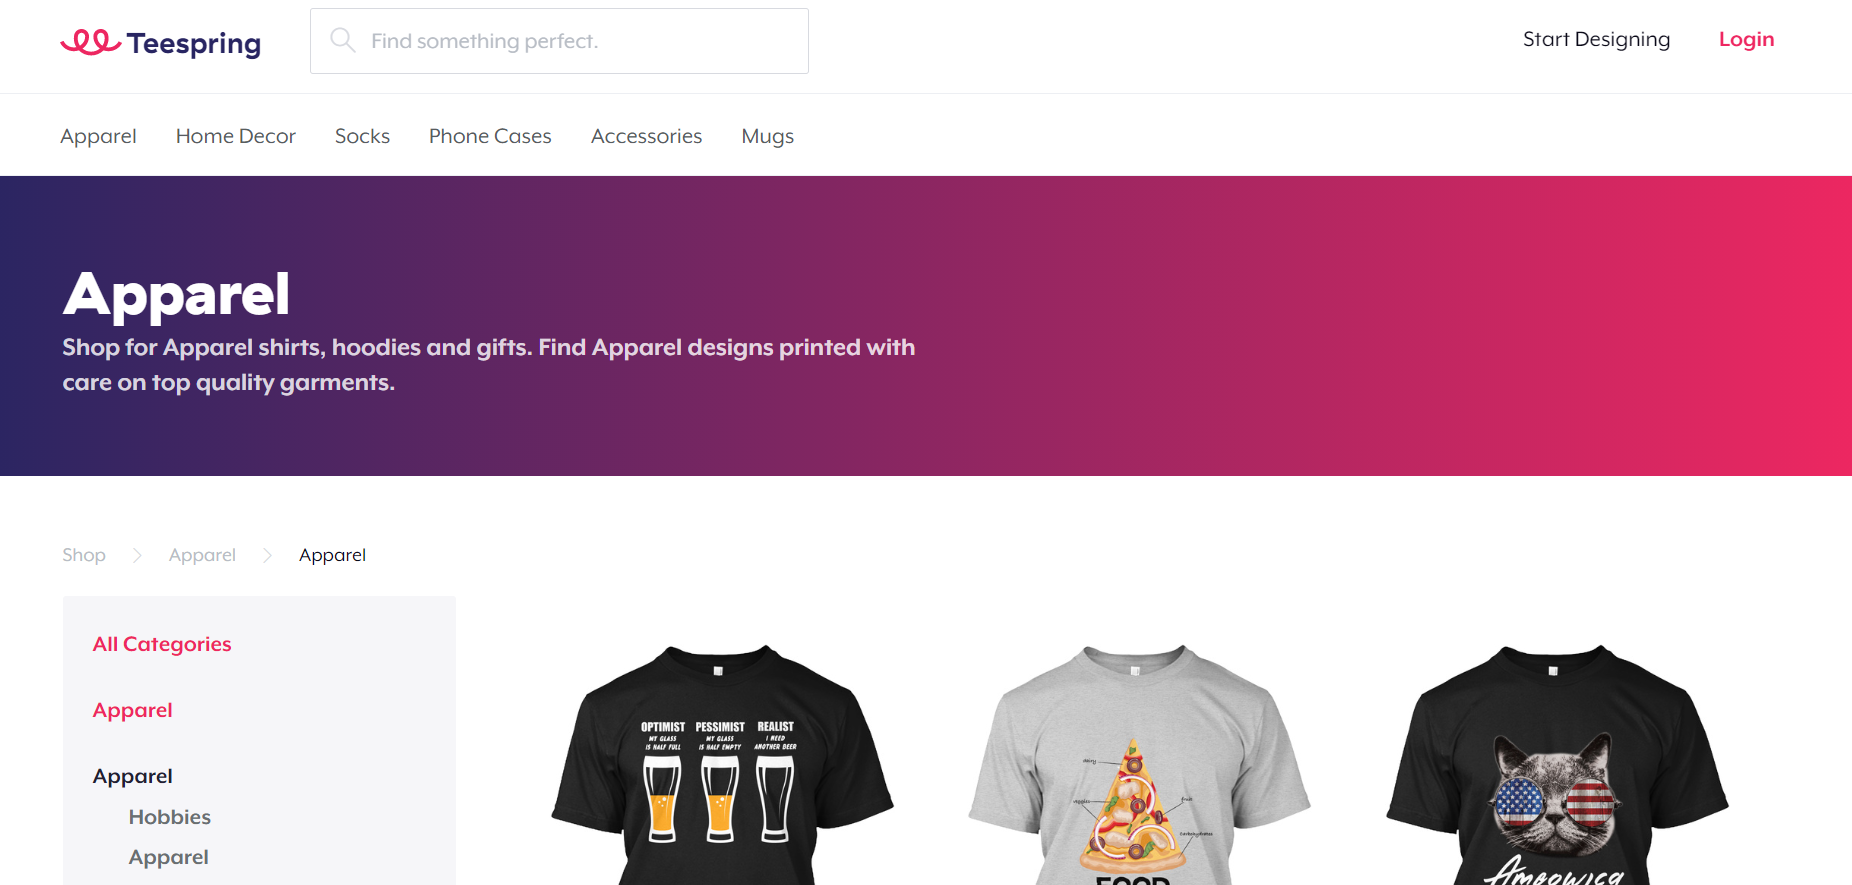 Teespring
Find something perfect.
Start Designing
Login
Apparel
Home Decor
Socks
Phone Cases
Accessories
Mugs
Apparel
Shop for Apparel shirts, hoodies and gifts. Find Apparel designs printed with
care on top quality garments.
Shop
Apparel
Apparel
All Categories
Apparel
Apparel
Hobbies
Apparel
OPTIMIST
MY GLASS
IS HALF FULL
PESSIMIST
MY GLASS
IS HALF EMPTY
REALIST
I NEED
ANOTHER BEER
dairy
veggies
fruit
carbohydrates
FOOD
Ameowica